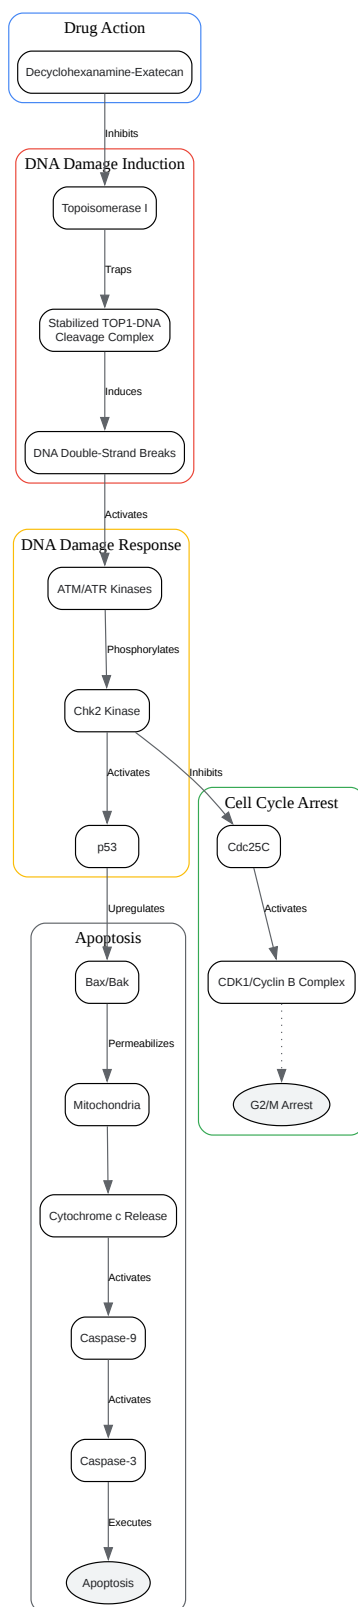 Drug Action
Decyclohexanamine-Exatecan
Inhibits
DNA Damage Induction
Topoisomerase I
Traps
Stabilized TOP1-DNA
Cleavage Complex
Induces
DNA Double-Strand Breaks
Activates
DNA Damage Response
ATM/ATR Kinases
Phosphorylates
Chk2 Kinase
Activates
Inhibits
Cell Cycle Arrest
p53
Cdc25C
Upregulates
Activates
Apoptosis
Bax/Bak
CDK1/Cyclin B Complex
Permeabilizes
Mitochondria
G2/M Arrest
Cytochrome c Release
Activates
Caspase-9
Activates
Caspase-3
Executes
Apoptosis